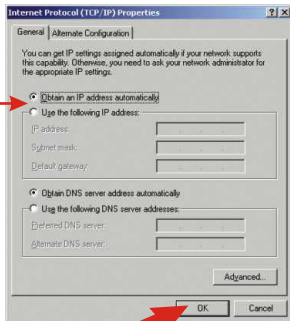 Internet Protocol (TCP/IP) Properties
General
Alternate Configuration
You can get IP settings assigned automatically if your network supports
this capability. Otherwise, you need to ask your network administrator for
the appropriate IP settings.
Obtain an IP address automatically
Use the following IP address:
IP address:
Subnet mask:
Default gateway:
Obtain DNS server address automatically
Use the following DNS server addresses:
Preferred DNS server:
Alternate DNS server:
Advanced...
OK
Cancel